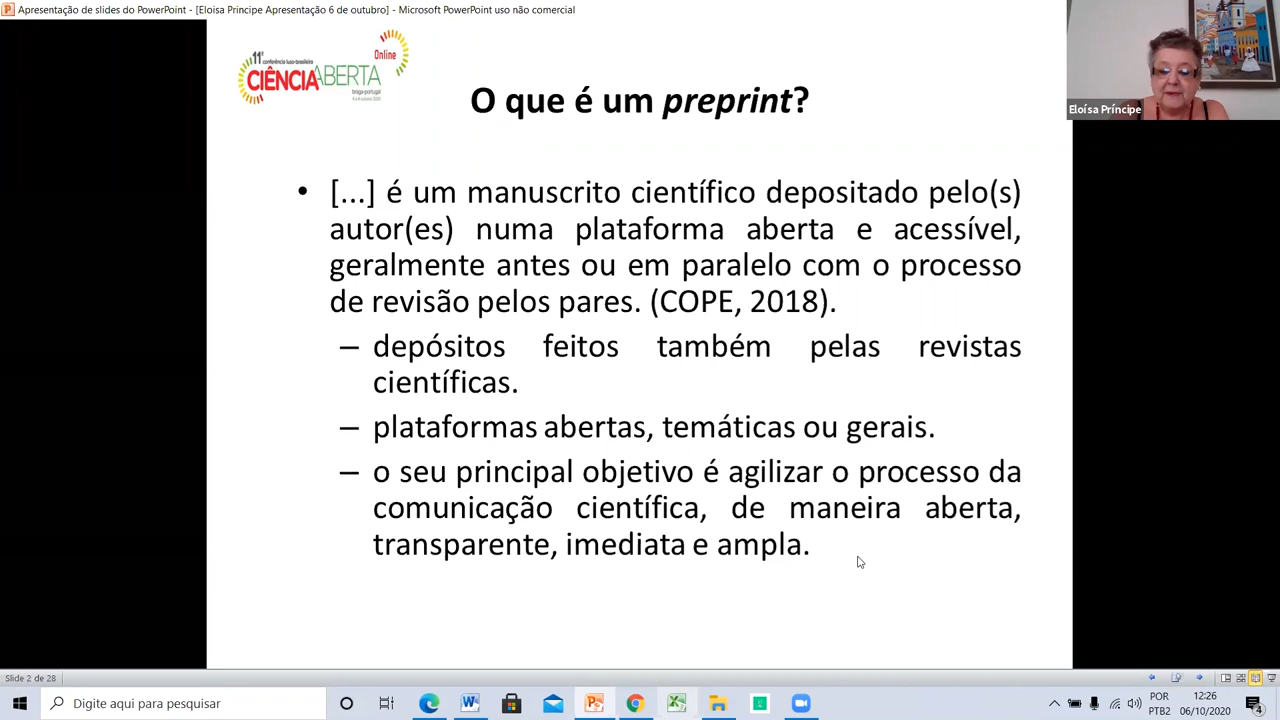 Apresentação de slides do PowerPoint - [Eloisa Principe Apresentação 6 de outubro] - Microsoft PowerPoint uso não comercial
11ª conferência luso-brasileira
Online
CIÊNCIAABERTA
braga-portugal
O que é um preprint?
Eloísa Príncipe
• [...] é um manuscrito científico depositado pelo(s)
autor(es) numa plataforma aberta e acessível,
geralmente antes ou em paralelo com o processo
de revisão pelos pares. (COPE, 2018).
– depósitos feitos também pelas revistas
científicas.
– plataformas abertas, temáticas ou gerais.
– o seu principal objetivo é agilizar o processo da
comunicação científica, de maneira aberta,
transparente, imediata e ampla.
Slide 2 de 28
Digite aqui para pesquisar
POR
PTB2
12:26
06/10/2020
4